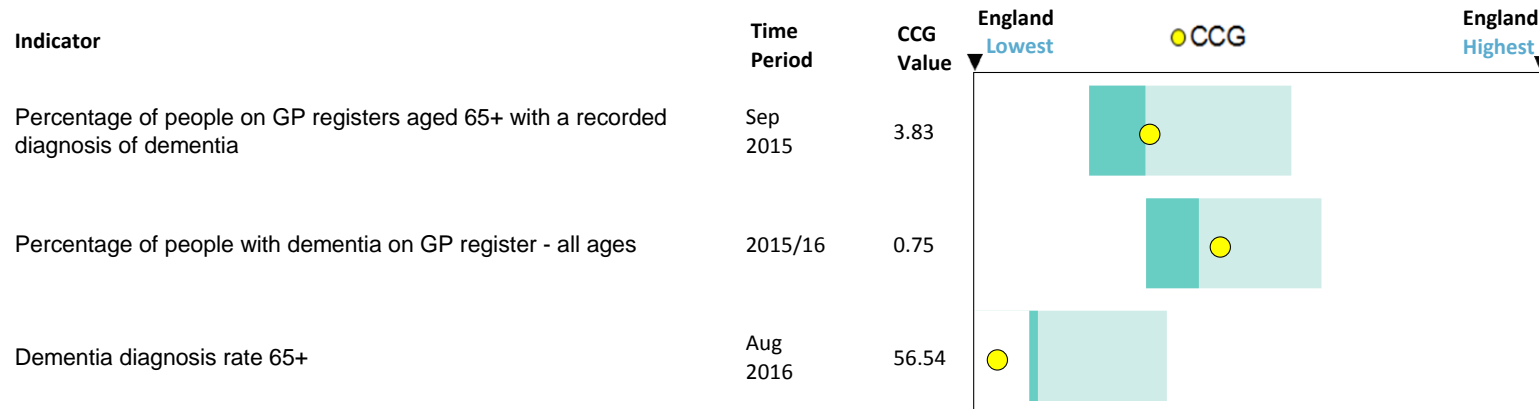 Indicator
Time
Period
CCG
Value
England
Lowest
CCG
England
Highest
Percentage of people on GP registers aged 65+ with a recorded
diagnosis of dementia
Sep
2015
3.83
Percentage of people with dementia on GP register - all ages
2015/16
0.75
Dementia diagnosis rate 65+
Aug
2016
56.54